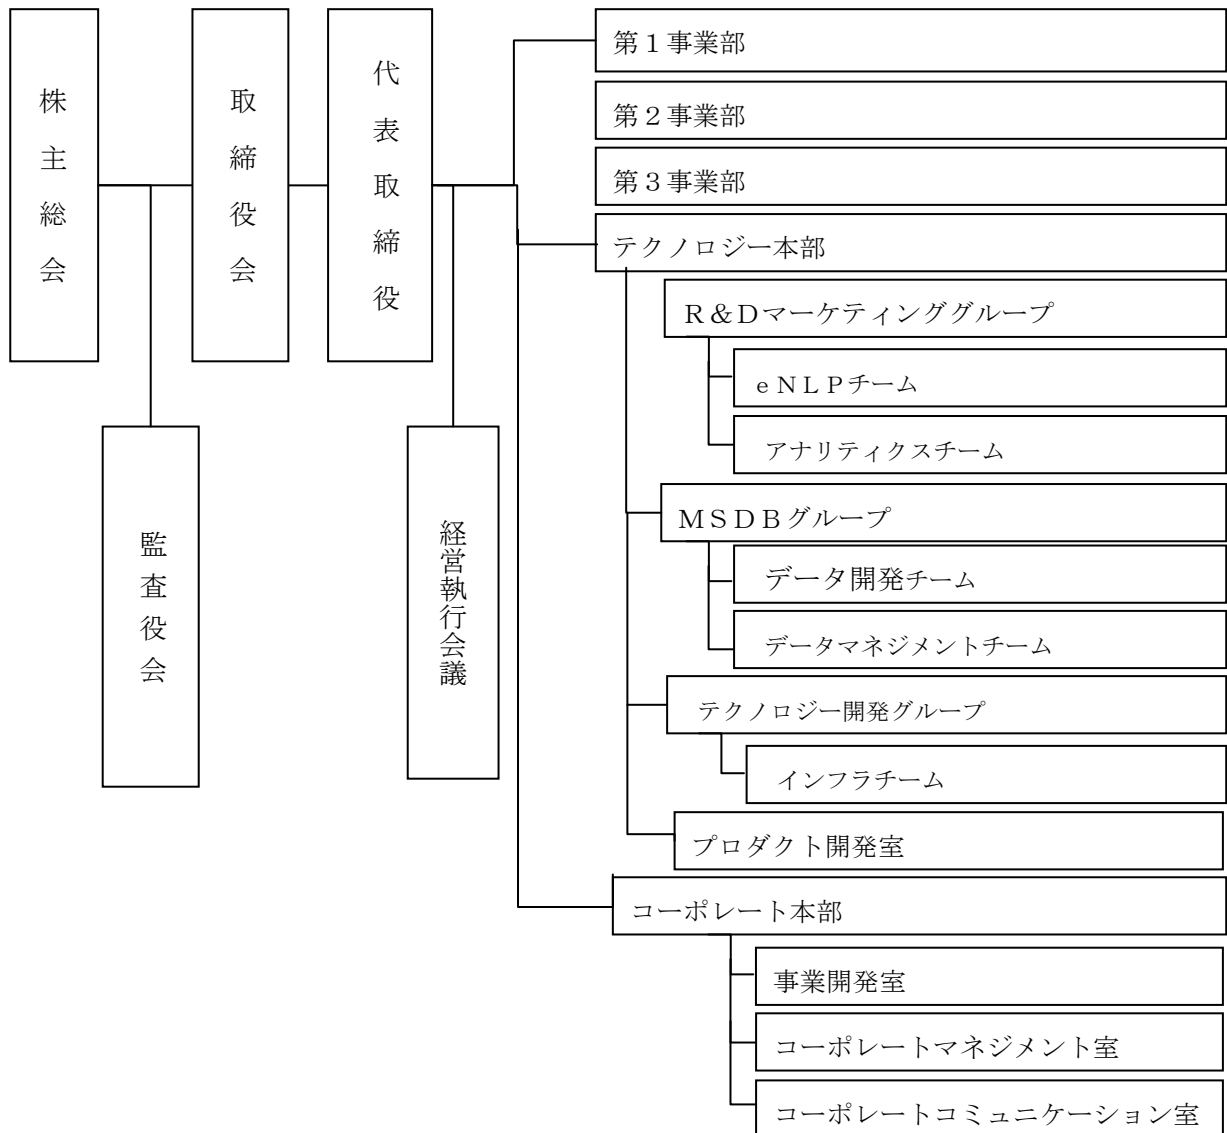 株主総会
取締役会
代表取締役
監査役会
経営執行会議
第１事業部
第２事業部
第３事業部
テクノロジー本部
Ｒ＆Ｄマーケティンググループ
ｅＮＬＰチーム
アナリティクスチーム
ＭＳＤＢグループ
データ開発チーム
データマネジメントチーム
テクノロジー開発グループ
インフラチーム
プロダクト開発室
コーポレート本部
事業開発室
コーポレートマネジメント室
コーポレートコミュニケーション室